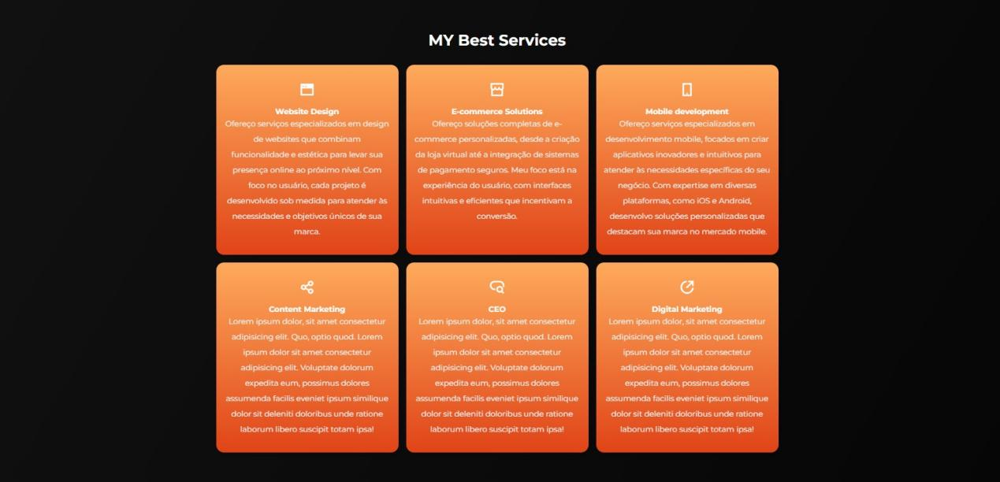 MY Best Services
Website Design
Ofereço serviços especializados em design
de websites que combinam
funcionalidade e estética para levar sua
presença online ao próximo nível. Com
foco no usuário, cada projeto é
desenvolvido sob medida para atender às
necessidades e objetivos únicos de sua
marca.
E-commerce Solutions
Ofereço soluções completas de e-
commerce personalizadas, desde a criação
da loja virtual até a integração de sistemas
de pagamento seguros. Meu foco está na
experiência do usuário, com interfaces
intuitivas e eficientes que incentivam a
conversão.
Mobile development
Ofereço serviços especializados em
desenvolvimento mobile, focados em criar
aplicativos inovadores e intuitivos para
atender às necessidades específicas do seu
negócio. Com expertise em diversas
plataformas, como iOS e Android,
desenvolvo soluções personalizadas que
destacam sua marca no mercado mobile.
Content Marketing
Lorem ipsum dolor, sit amet consectetur
adipisicing elit. Quo, optio quod. Lorem
ipsum dolor sit amet consectetur
adipisicing elit. Voluptate dolorum
expedita eum, possimus dolores
assumenda facilis eveniet ipsum similique
dolor sit deleniti doloribus unde ratione
laborum libero suscipit totam ipsa!
CEO
Lorem ipsum dolor, sit amet consectetur
adipisicing elit. Quo, optio quod. Lorem
ipsum dolor sit amet consectetur
adipisicing elit. Voluptate dolorum
expedita eum, possimus dolores
assumenda facilis eveniet ipsum similique
dolor sit deleniti doloribus unde ratione
laborum libero suscipit totam ipsa!
Digital Marketing
Lorem ipsum dolor, sit amet consectetur
adipisicing elit. Quo, optio quod. Lorem
ipsum dolor sit amet consectetur
adipisicing elit. Voluptate dolorum
expedita eum, possimus dolores
assumenda facilis eveniet ipsum similique
dolor sit deleniti doloribus unde ratione
laborum libero suscipit totam ipsa!